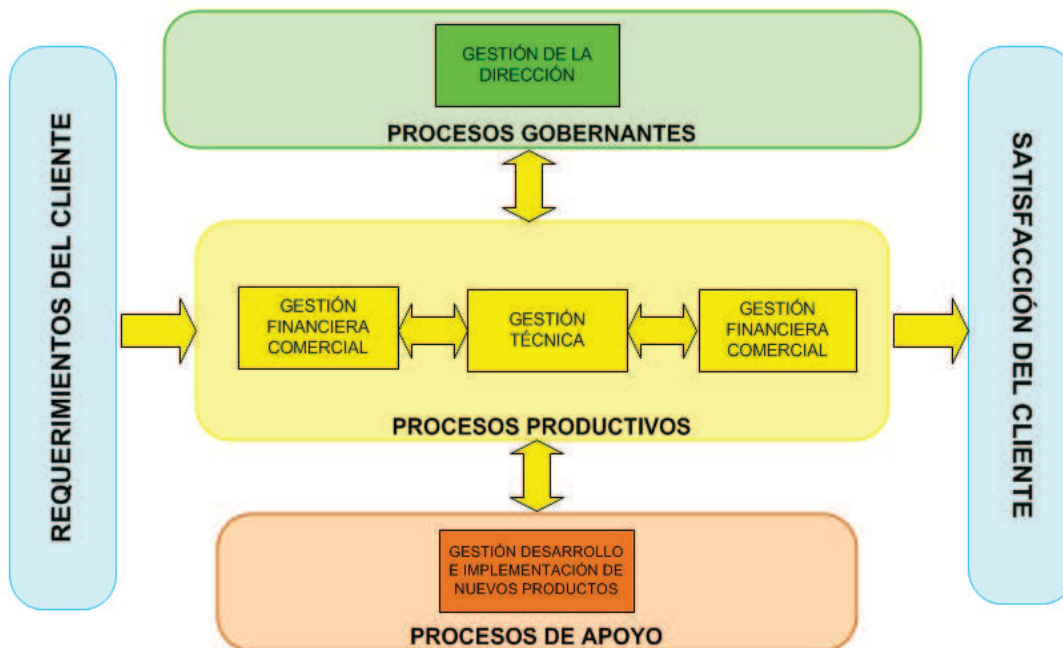 REQUERIMIENTOS DEL CLIENTE
GESTIÓN DE LA
DIRECCIÓN
PROCESOS GOBERNANTES
GESTIÓN
FINANCIERA
COMERCIAL
GESTIÓN
TÉCNICA
GESTIÓN
FINANCIERA
COMERCIAL
PROCESOS PRODUCTIVOS
GESTIÓN DESARROLLO
E IMPLEMENTACIÓN DE
NUEVOS PRODUCTOS
PROCESOS DE APOYO
SATISFACCIÓN DEL CLIENTE